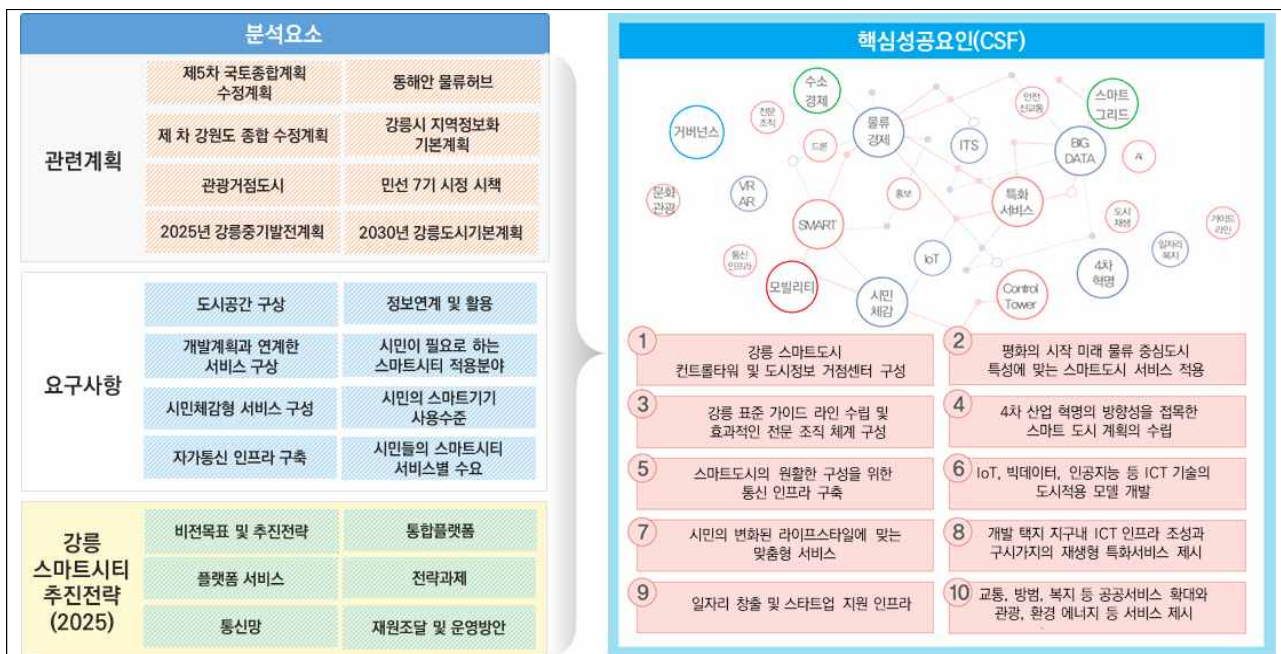 분석요소
관련계획
제5차 국토종합계획
수정계획
동해안 물류허브
제 차 강원도 종합 수정계획
강릉시 지역정보화
기본계획
관광거점도시
민선 7기 시정 시책
2025년 강릉중기발전계획
2030년 강릉도시기본계획
요구사항
도시공간 구상
정보연계 및 활용
개발계획과 연계한
서비스 구상
시민이 필요로 하는
스마트시티 적용분야
시민체감형 서비스 구성
시민의 스마트기기
사용수준
자가통신 인프라 구축
시민들의 스마트시티
서비스별 수요
강릉
스마트시티
추진전략
(2025)
비전목표 및 추진전략
통합플랫폼
플랫폼 서비스
전략과제
통신망
재원조달 및 운영방안
핵심성공요인(CSF)
수소
경제
스마트
그리드
전문
조직
안전
신교통
거버넌스
물류
경제
드론
ITS
BIG
DATA
AI
문화
관광
VR
AR
홍보
특화
서비스
SMART
도시
재생
가이드
라인
통신
인프라
IoT
일자리
복지
모빌리티
시민
체감
Control
Tower
4차
혁명
1
강릉 스마트도시
컨트롤타워 및 도시정보 거점센터 구성
2
평화의 시작 미래 물류 중심도시
특성에 맞는 스마트도시 서비스 적용
3
강릉 표준 가이드 라인 수립 및
효과적인 전문 조직 체계 구성
4
4차 산업 혁명의 방향성을 접목한
스마트 도시 계획의 수립
5
스마트도시의 원활한 구성을 위한
통신 인프라 구축
6
IoT, 빅데이터, 인공지능 등 ICT 기술의
도시적용 모델 개발
7
시민의 변화된 라이프스타일에 맞는
맞춤형 서비스
8
개발 택지 지구내 ICT 인프라 조성과
구시가지의 재생형 특화서비스 제시
9
일자리 창출 및 스타트업 지원 인프라
10
교통, 방범, 복지 등 공공서비스 확대와
관광, 환경 에너지 등 서비스 제시